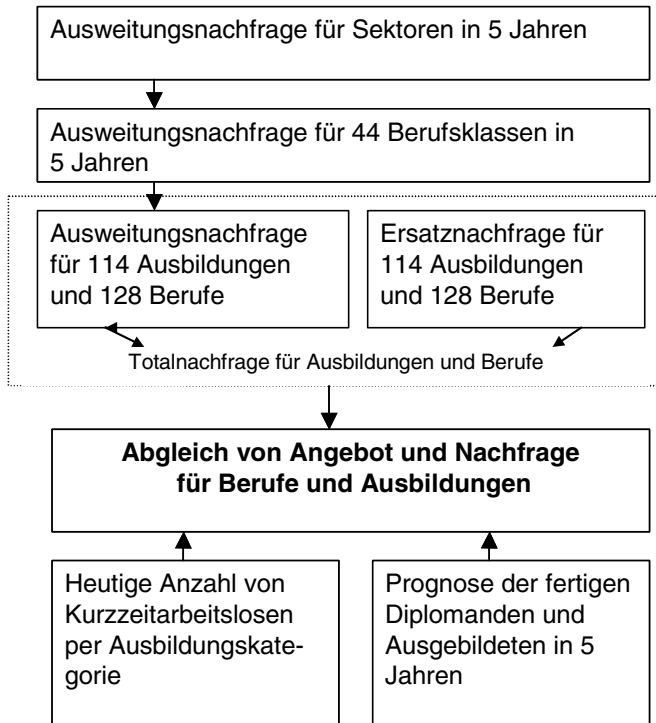 Ausweitungsnachfrage für Sektoren in 5 Jahren
Ausweitungsnachfrage für 44 Berufsklassen in
5 Jahren
Ausweitungsnachfrage
für 114 Ausbildungen
und 128 Berufe
Ersatznachfrage für
114 Ausbildungen
und 128 Berufe
Totalnachfrage für Ausbildungen und Berufe
Abgleich von Angebot und Nachfrage
für Berufe und Ausbildungen
Heutige Anzahl von
Kurzzeitarbeitslosen
per Ausbildungskate-
gorie
Prognose der fertigen
Diplomanden und
Ausgebildeten in 5
Jahren